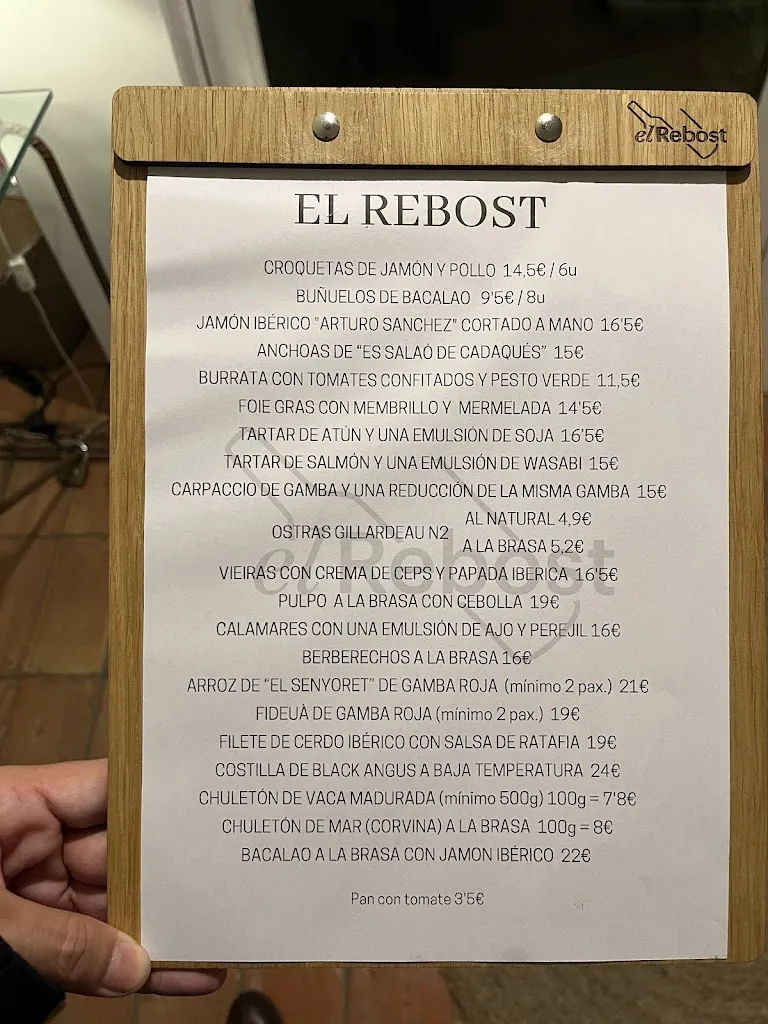 el Rebost
EL REBOST
CROQUETAS DE JAMÓN Y POLLO 14,5€ / 6u
BUÑUELOS DE BACALAO 9'5€ / 8u
JAMÓN IBÉRICO "ARTURO SANCHEZ" CORTADO A MANO 16'5€
ANCHOAS DE “ES SALAÓ DE CADAQUÉS” 15€
BURRATA CON TOMATES CONFITADOS Y PESTO VERDE 11,5€
FOIE GRAS CON MEMBRILLO Y MERMELADA 14'5€
TARTAR DE ATÚN Y UNA EMULSIÓN DE SOJA 16'5€
TARTAR DE SALMÓN Y UNA EMULSIÓN DE WASABI 15€
CARPACCIO DE GAMBA Y UNA REDUCCIÓN DE LA MISMA GAMBA 15€
OSTRAS GILLARDEAU N2
AL NATURAL 4,9€
A LA BRASA 5,2€
el Rebost
VIEIRAS CON CREMA DE CEPS Y PAPADA IBERICA 16'5€
PULPO A LA BRASA CON CEBOLLA 19€
CALAMARES CON UNA EMULSIÓN DE AJO Y PEREJIL 16€
BERBERECHOS A LA BRASA 16€
ARROZ DE “EL SENYORET” DE GAMBA ROJA (mínimo 2 pax.) 21€
FIDEUÀ DE GAMBA ROJA (mínimo 2 pax.) 19€
FILETE DE CERDO IBÉRICO CON SALSA DE RATAFIA 19€
COSTILLA DE BLACK ANGUS A BAJA TEMPERATURA 24€
CHULETÓN DE VACA MADURADA (mínimo 500g) 100g = 7'8€
CHULETÓN DE MAR (CORVINA) A LA BRASA 100g = 8€
BACALAO A LA BRASA CON JAMON IBÉRICO 22€
Pan con tomate 3'5€